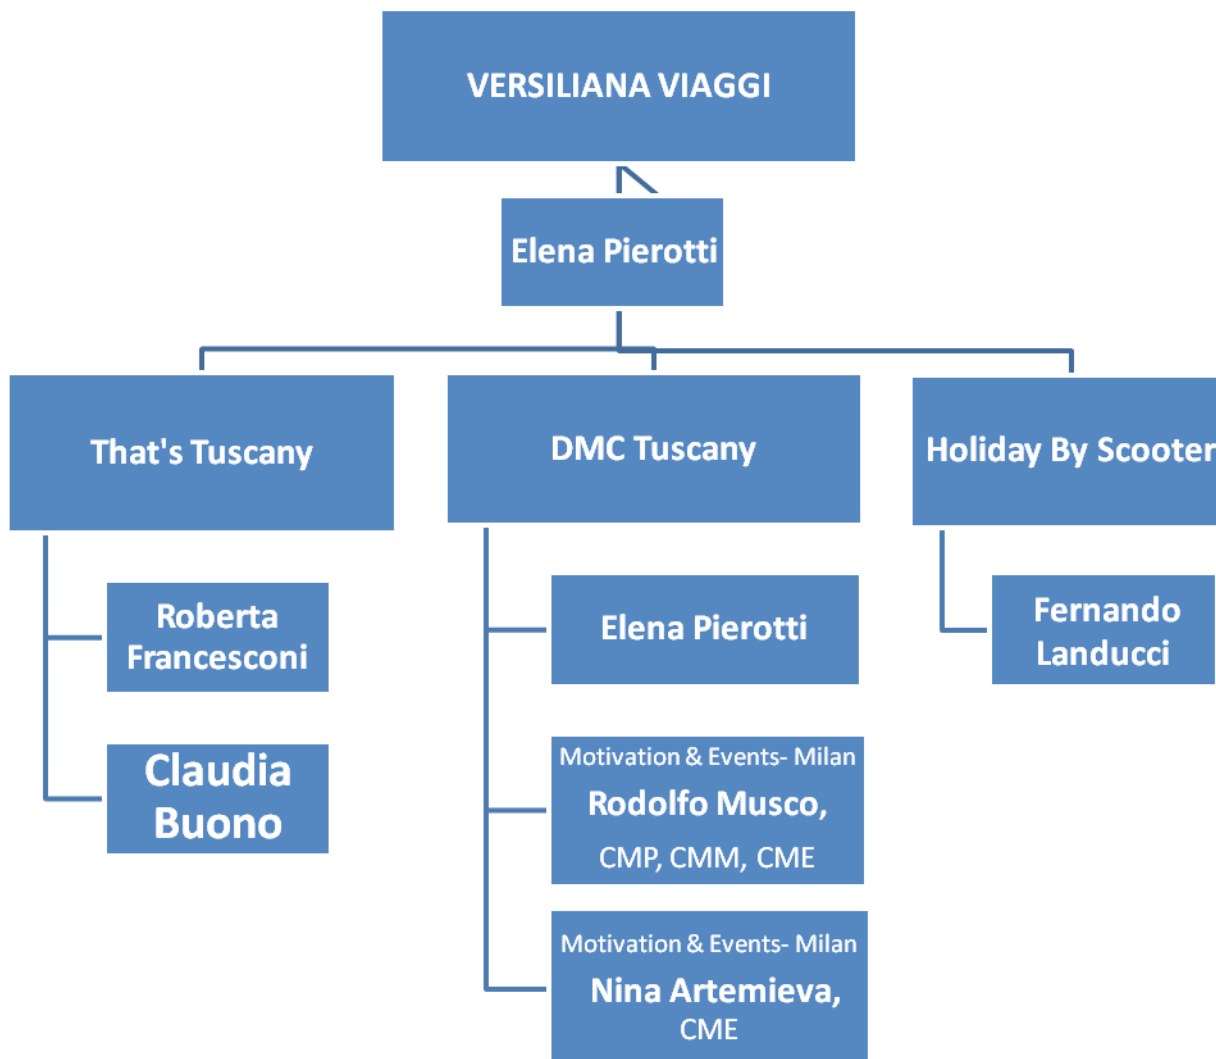 VERSILIANA VIAGGI
Elena Pierotti
That's Tuscany
DMC Tuscany
Holiday By Scooter
Roberta
Francesconi
Claudia
Buono
Elena Pierotti
Motivation & Events- Milan
Rodolfo Musco,
CMP, CMM, CME
Motivation & Events- Milan
Nina Artemieva,
CME
Fernando
Landucci